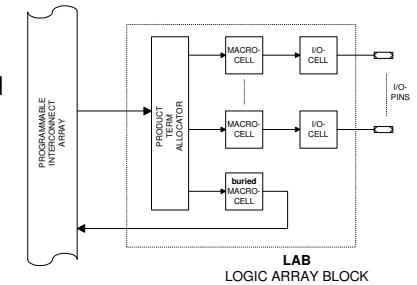 PROGRAMMABLE
INTERCONNECT
ARRAY
PRODUCT
TERM
ALLOCATOR
MACRO-
CELL
I/O-
CELL
I/O-
PINS
MACRO-
CELL
I/O-
CELL
buried
MACRO-
CELL
LAB
LOGIC ARRAY BLOCK